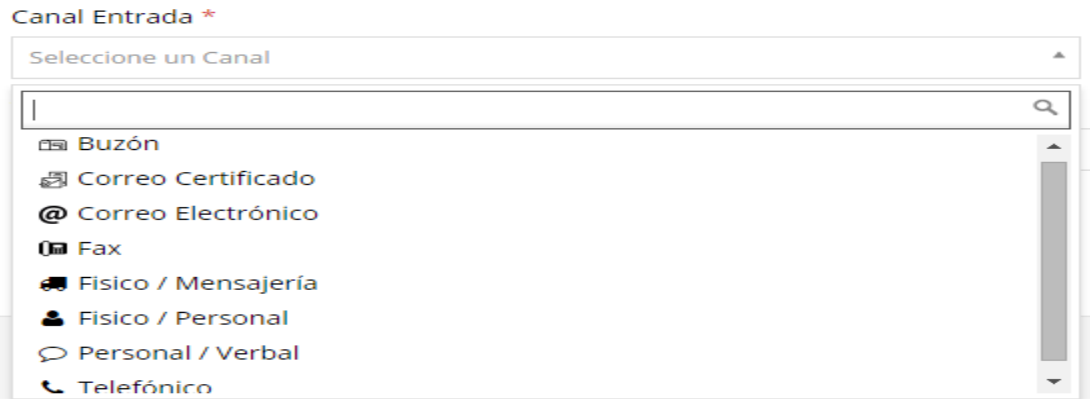 Canal Entrada *
Seleccione un Canal
Buzón
Correo Certificado
Correo Electrónico
Fax
Fisico / Mensajería
Fisico / Personal
Personal / Verbal
Telefónico